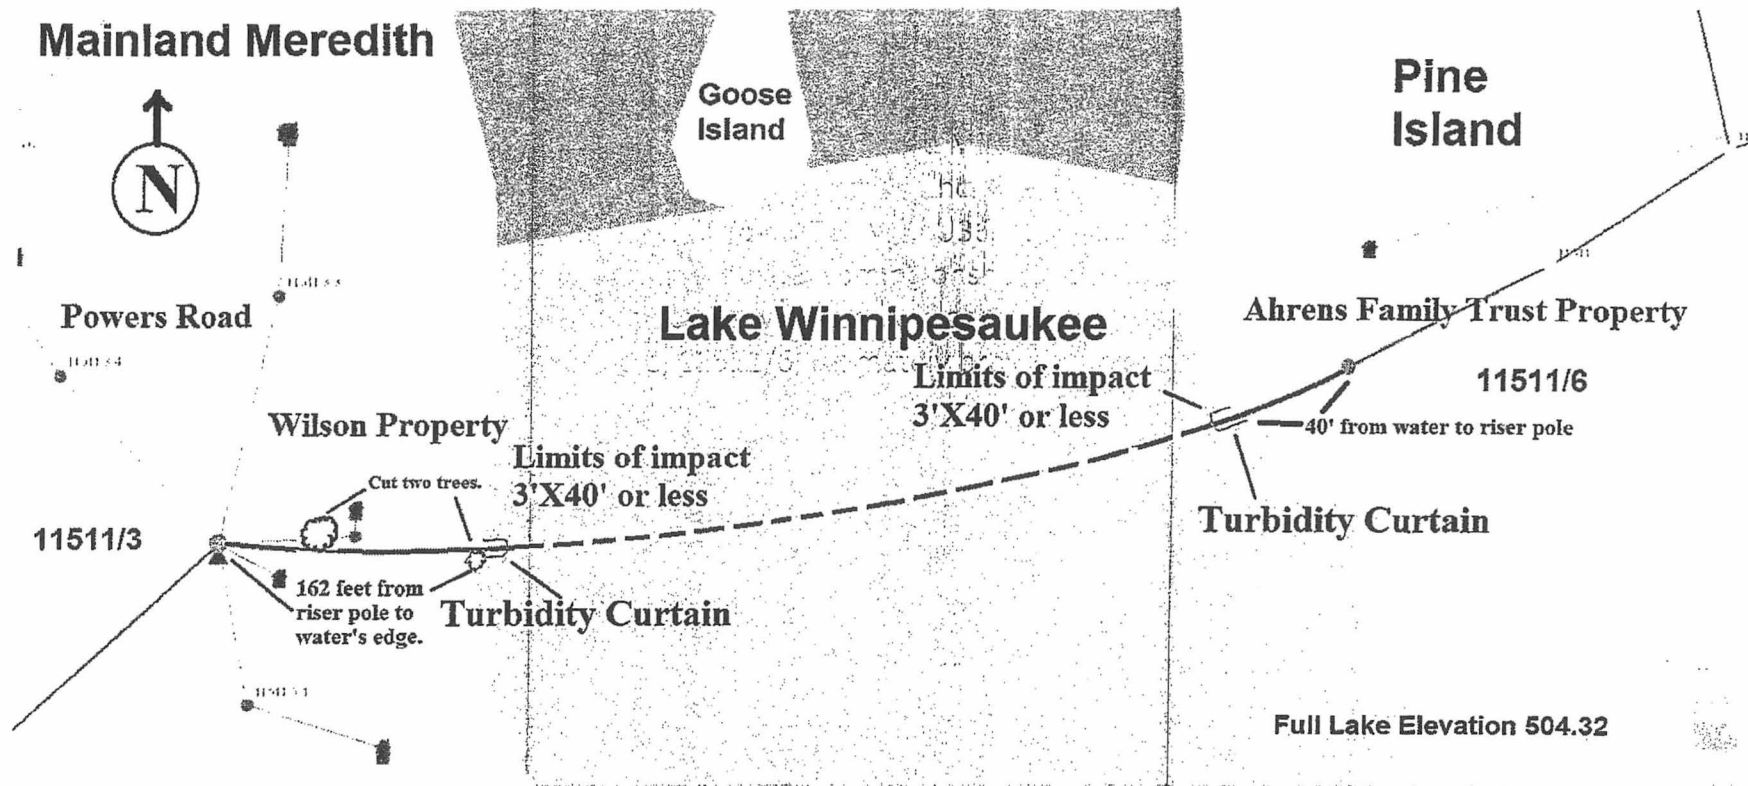 Mainland Meredith
N
Goose
Island
Pine
Island
Powers Road
Lake Winnipesaukee
Ahrens Family Trust Property
Limits of impact
3'X40' or less
11511/6
40' from water to riser pole
Turbidity Curtain
Wilson Property
Cut two trees.
Limits of impact
3'X40' or less
11511/3
162 feet from
riser pole to
water's edge.
Turbidity Curtain
Full Lake Elevation 504.32